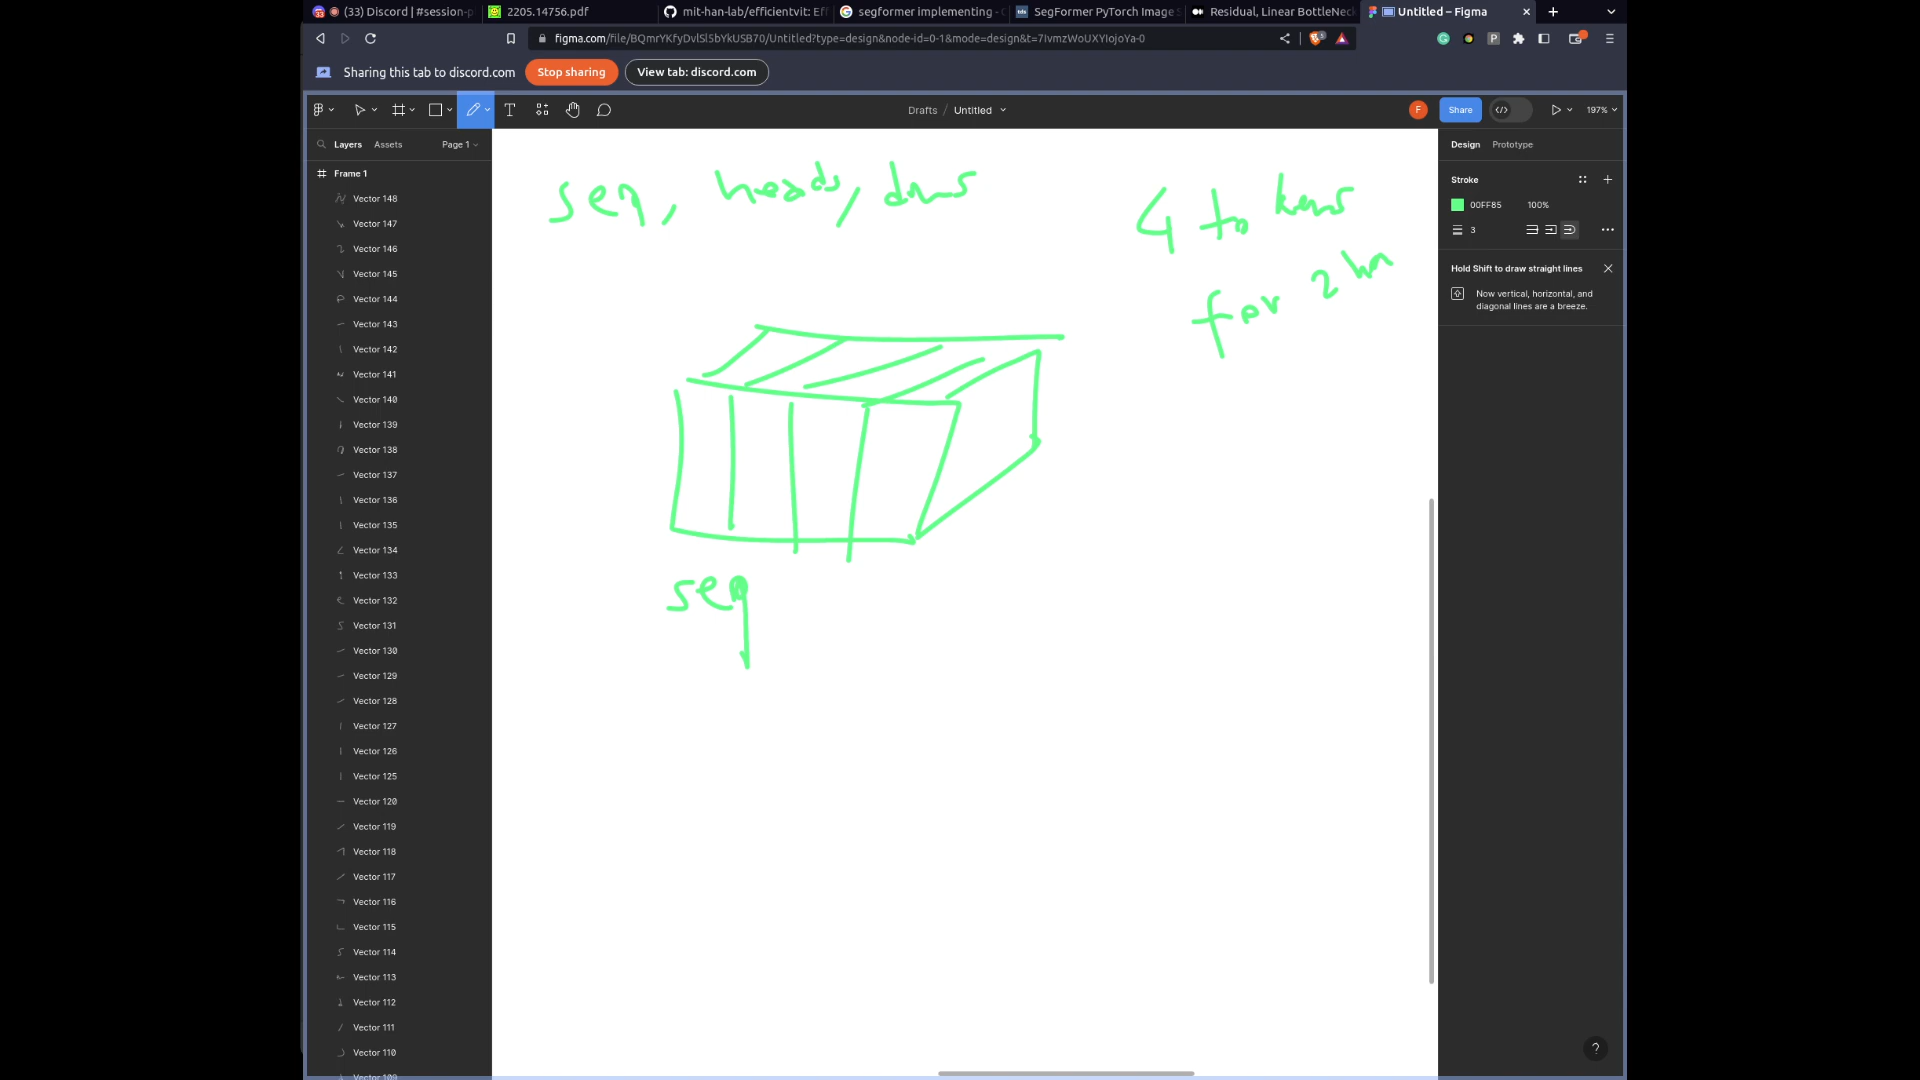 (33) Discord | #session-p
2205.14756.pdf
mit-han-lab/efficientvit: Eff
segformer implementing - G
SegFormer PyTorch Image S
Residual, Linear BottleNeck
Untitled – Figma
figma.com/file/BQmrYKfyDvlSl5bYkUSB70/Untitled?type=design&node-id=0-1&mode=design&t=7IvmzWoUXYIojoYa-0
Sharing this tab to discord.com
Stop sharing
View tab: discord.com
Drafts / Untitled
F
Share
197%
Layers
Assets
Page 1
Design
Prototype
Frame 1
Vector 148
Vector 147
Vector 146
Vector 145
Vector 144
Vector 143
Vector 142
Vector 141
Vector 140
Vector 139
Vector 138
Vector 137
Vector 136
Vector 135
Vector 134
Vector 133
Vector 132
Vector 131
Vector 130
Vector 129
Vector 128
Vector 127
Vector 126
Vector 125
Vector 120
Vector 119
Vector 118
Vector 117
Vector 116
Vector 115
Vector 114
Vector 113
Vector 112
Vector 111
Vector 110
Vector 109
seq, heads, dms
4 tokens
for 2
seq
Stroke
00FF85 100%
3
Hold Shift to draw straight lines
Now vertical, horizontal, and
diagonal lines are a breeze.
?